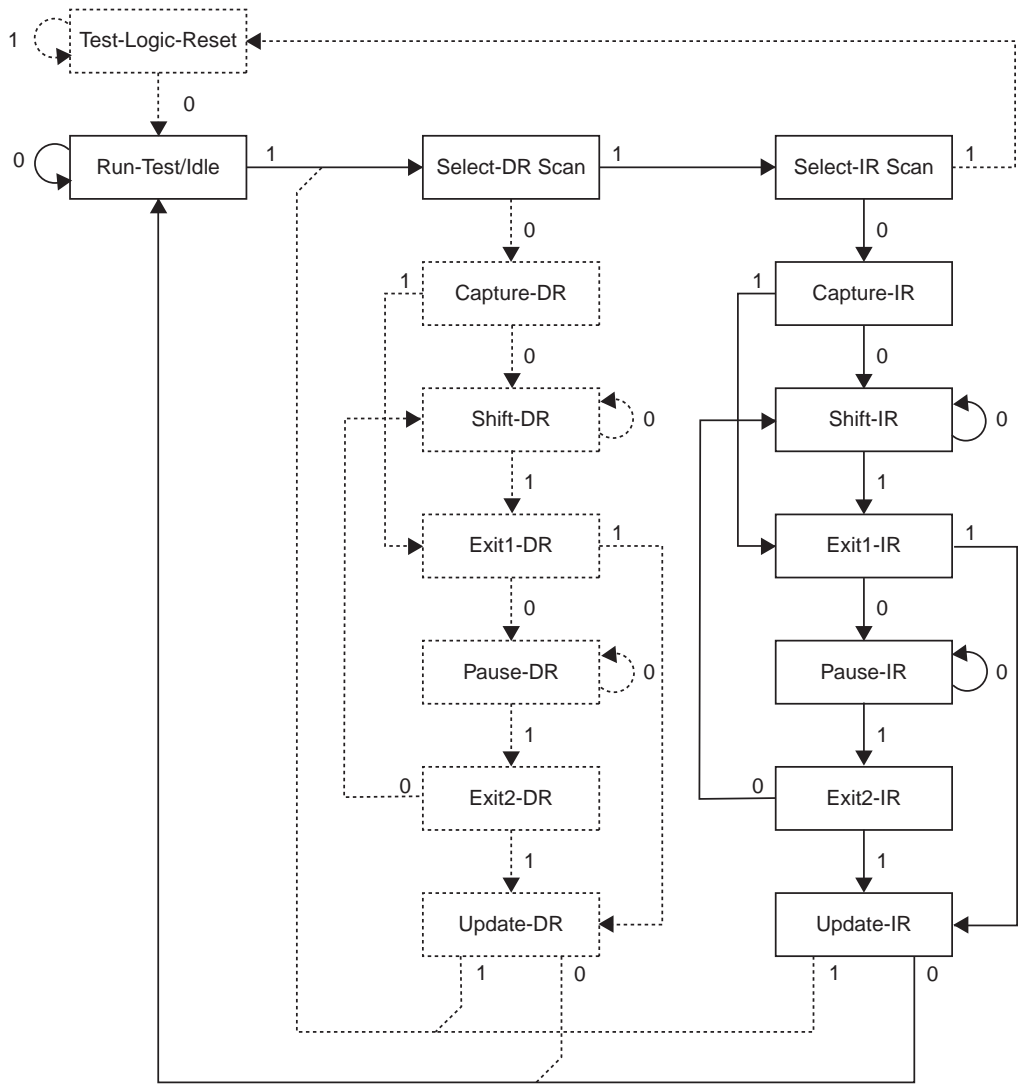 1
Test-Logic-Reset
0
0
Run-Test/Idle
1
Select-DR Scan
1
Select-IR Scan
1
0
0
1
Capture-DR
1
Capture-IR
0
0
Shift-DR
0
Shift-IR
0
1
1
Exit1-DR
1
Exit1-IR
1
0
0
Pause-DR
0
Pause-IR
0
1
1
0
Exit2-DR
0
Exit2-IR
1
1
Update-DR
Update-IR
1
0
1
0